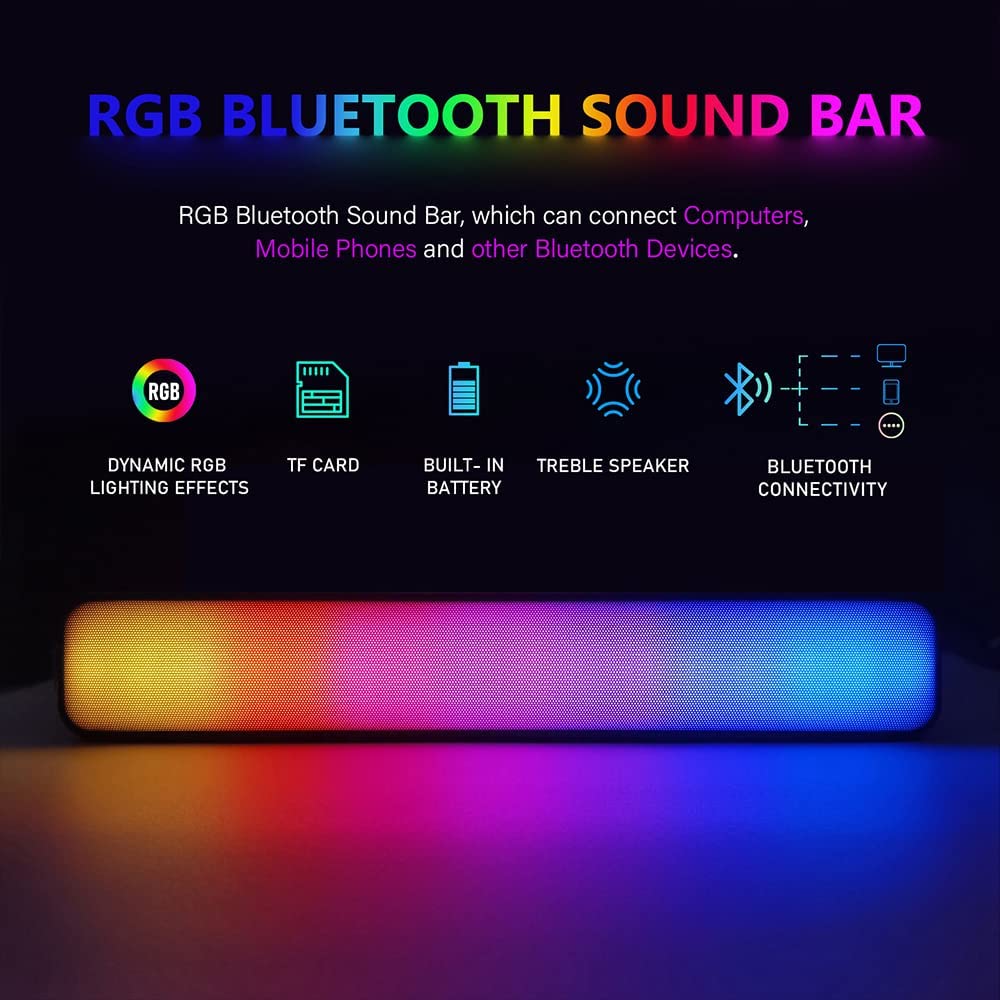 RGB BLUETOOTH SOUND BAR
RGB Bluetooth Sound Bar, which can connect Computers,
Mobile Phones and other Bluetooth Devices.
RGB
DYNAMIC RGB
LIGHTING EFFECTS
TF CARD
BUILT- IN
BATTERY
TREBLE SPEAKER
BLUETOOTH
CONNECTIVITY